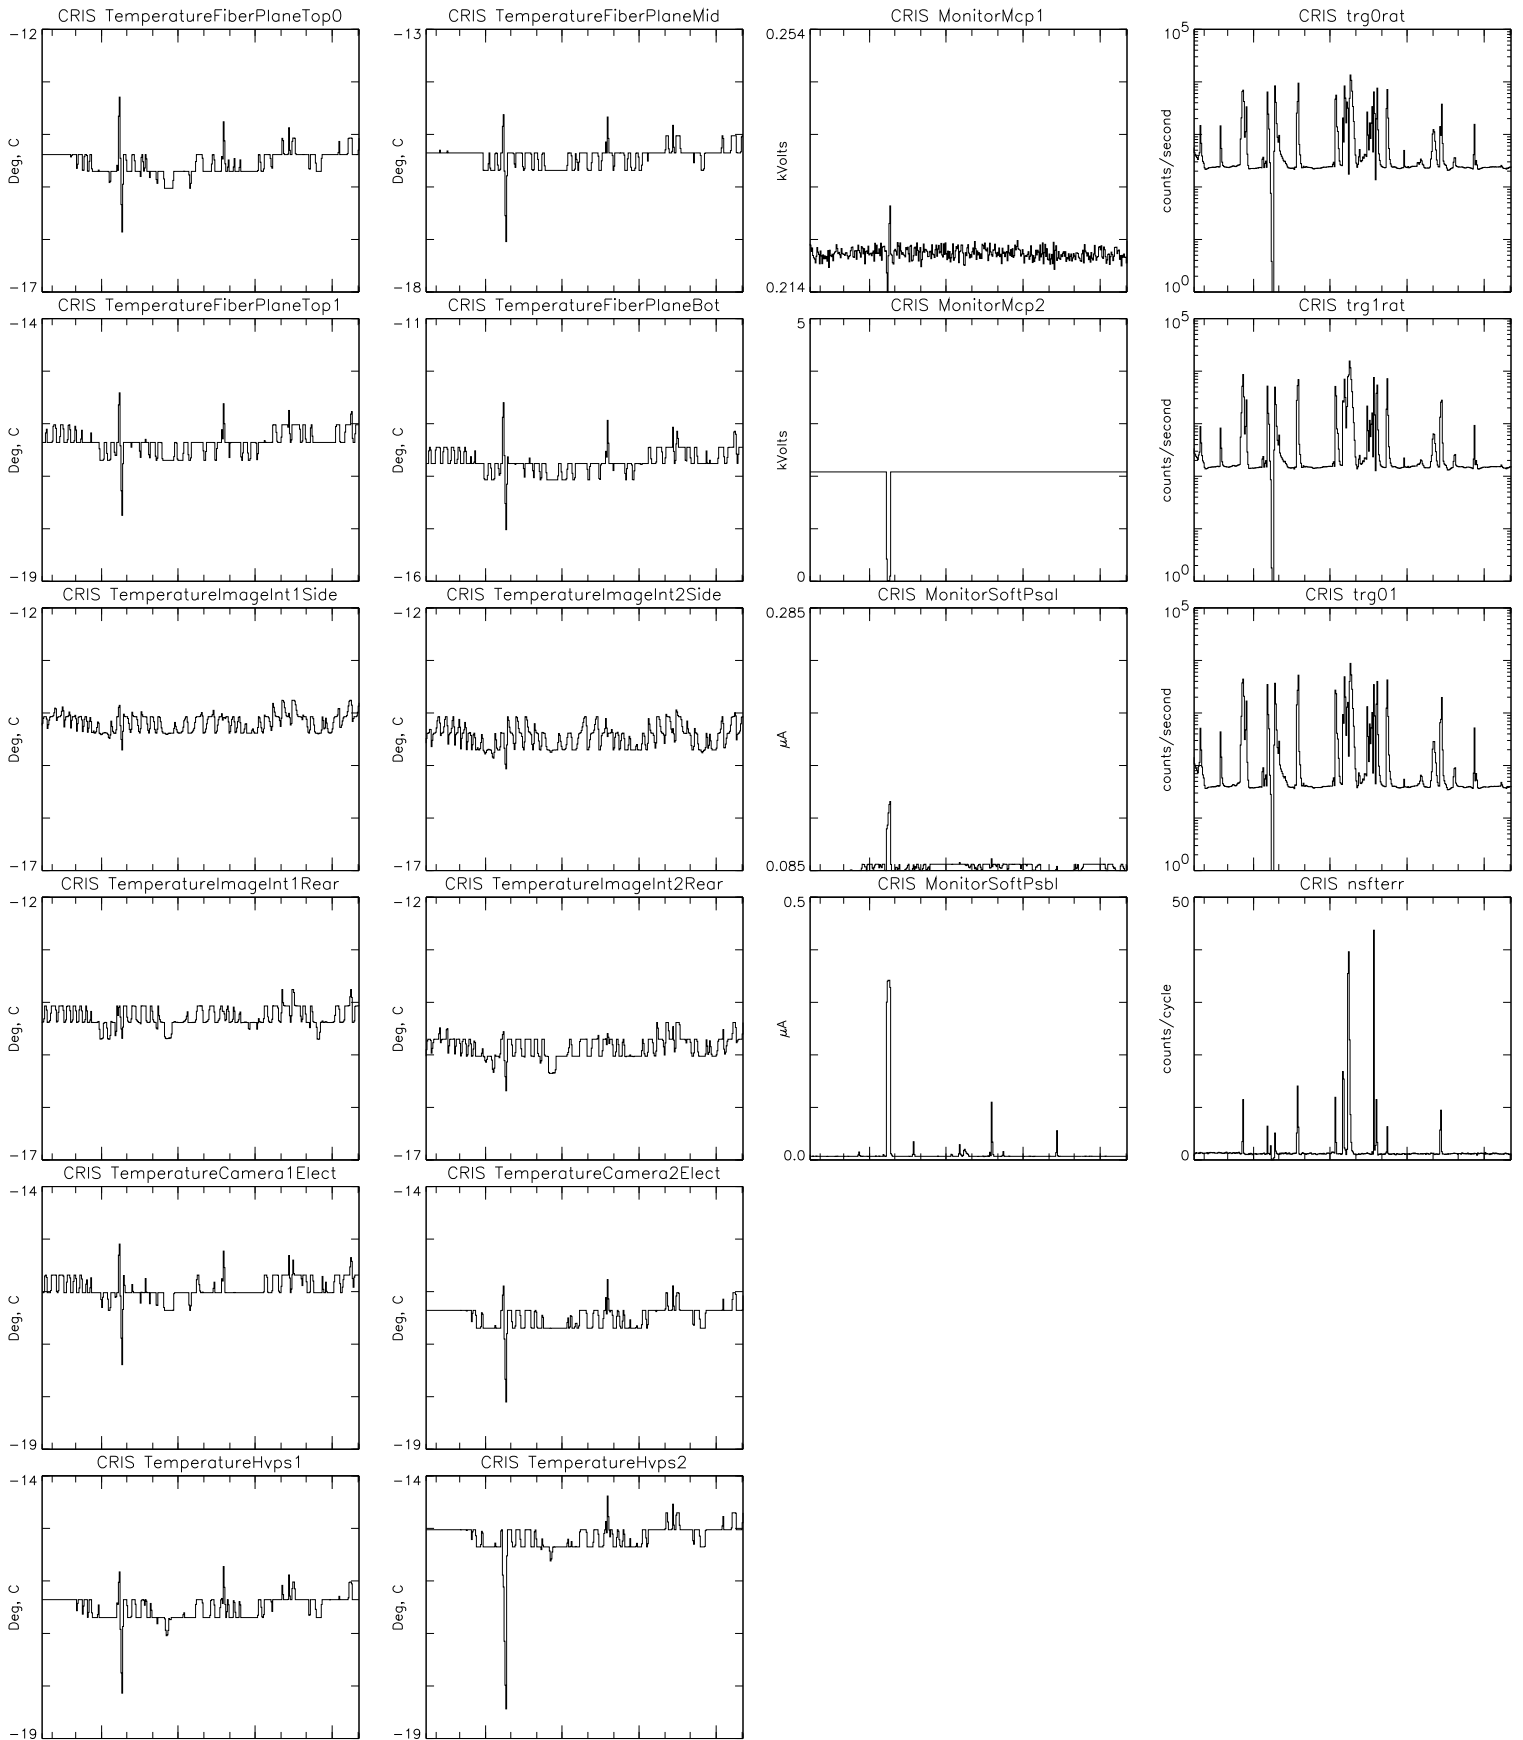 CRIS TemperatureFiberPlaneTop0
-12
Deg, C
-17
CRIS TemperatureFiberPlaneMid
-13
Deg, C
-18
CRIS MonitorMcp1
0.254
kVolts
0.214
CRIS trg0rat
10^5
counts/second
10^0
CRIS TemperatureFiberPlaneTop1
-14
Deg, C
-19
CRIS TemperatureFiberPlaneBot
-11
Deg, C
-16
CRIS MonitorMcp2
5
kVolts
0
CRIS trg1rat
10^5
counts/second
10^0
CRIS TemperatureImageInt1Side
-12
Deg, C
-17
CRIS TemperatureImageInt2Side
-12
Deg, C
-17
CRIS MonitorSoftPsaI
0.285
μA
0.085
CRIS trg01
10^5
counts/second
10^0
CRIS TemperatureImageInt1Rear
-12
Deg, C
-17
CRIS TemperatureImageInt2Rear
-12
Deg, C
-17
CRIS MonitorSoftPsbI
0.5
μA
0.0
CRIS nsfterr
50
counts/cycle
0
CRIS TemperatureCamera1Elect
-14
Deg, C
-19
CRIS TemperatureCamera2Elect
-14
Deg, C
-19
CRIS TemperatureHvps1
-14
Deg, C
-19
CRIS TemperatureHvps2
-14
Deg, C
-19